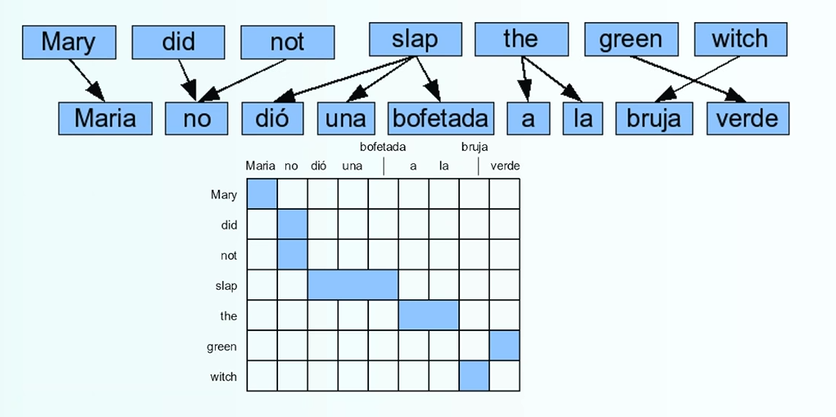 Mary did not slap the green witch
Maria no dió una bofetada a la bruja verde
bofetada bruja
Maria no dió una a la verde
Mary
did
not
slap
the
green
witch